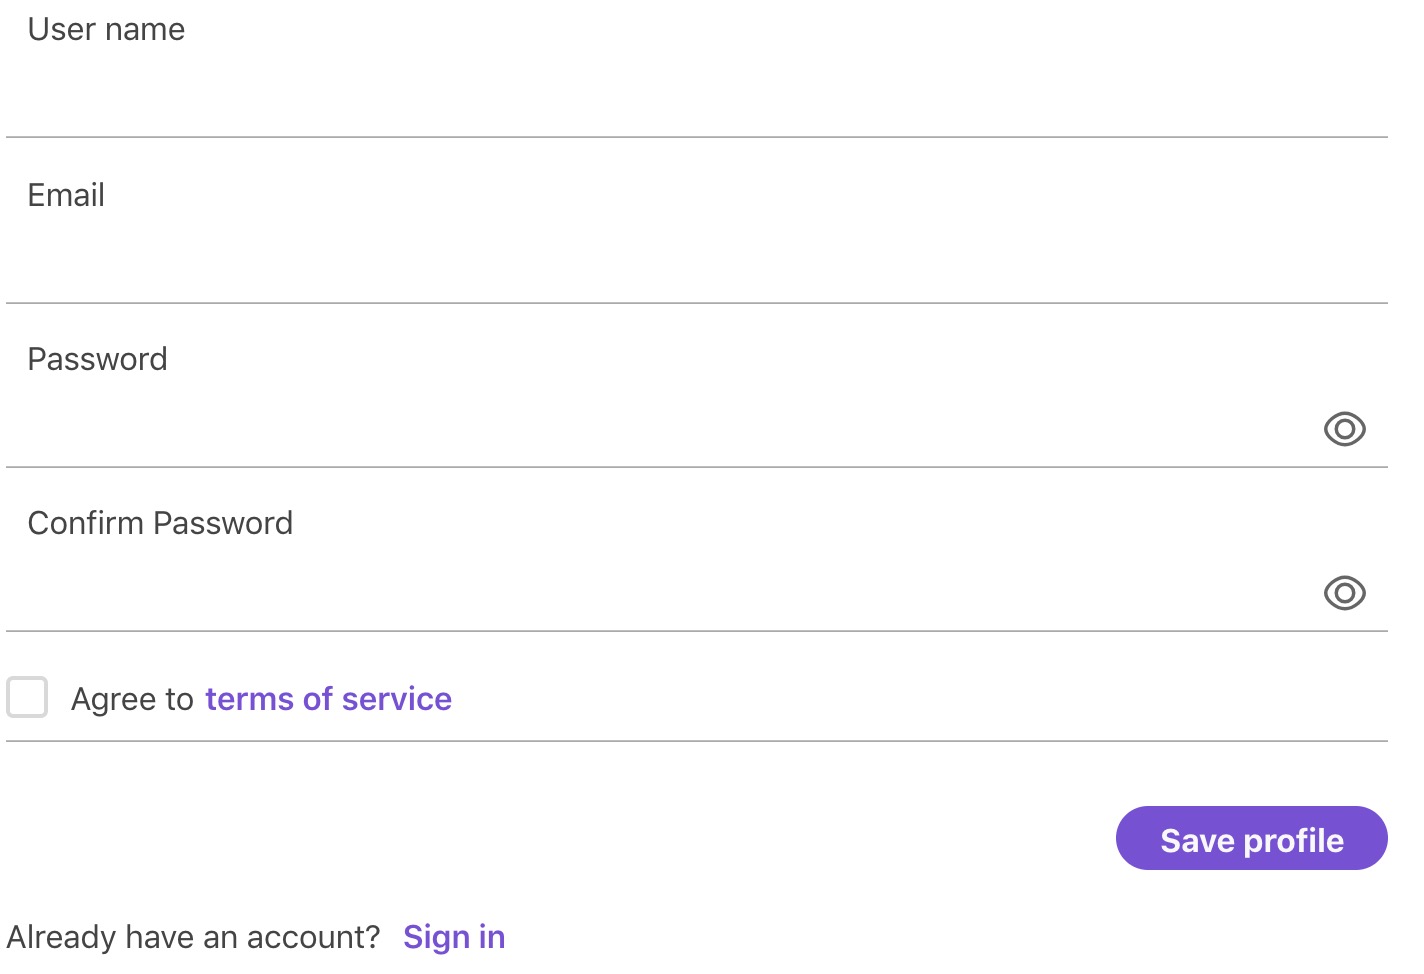 User name
Email
Password
Confirm Password
Agree to terms of service
Save profile
Already have an account? Sign in